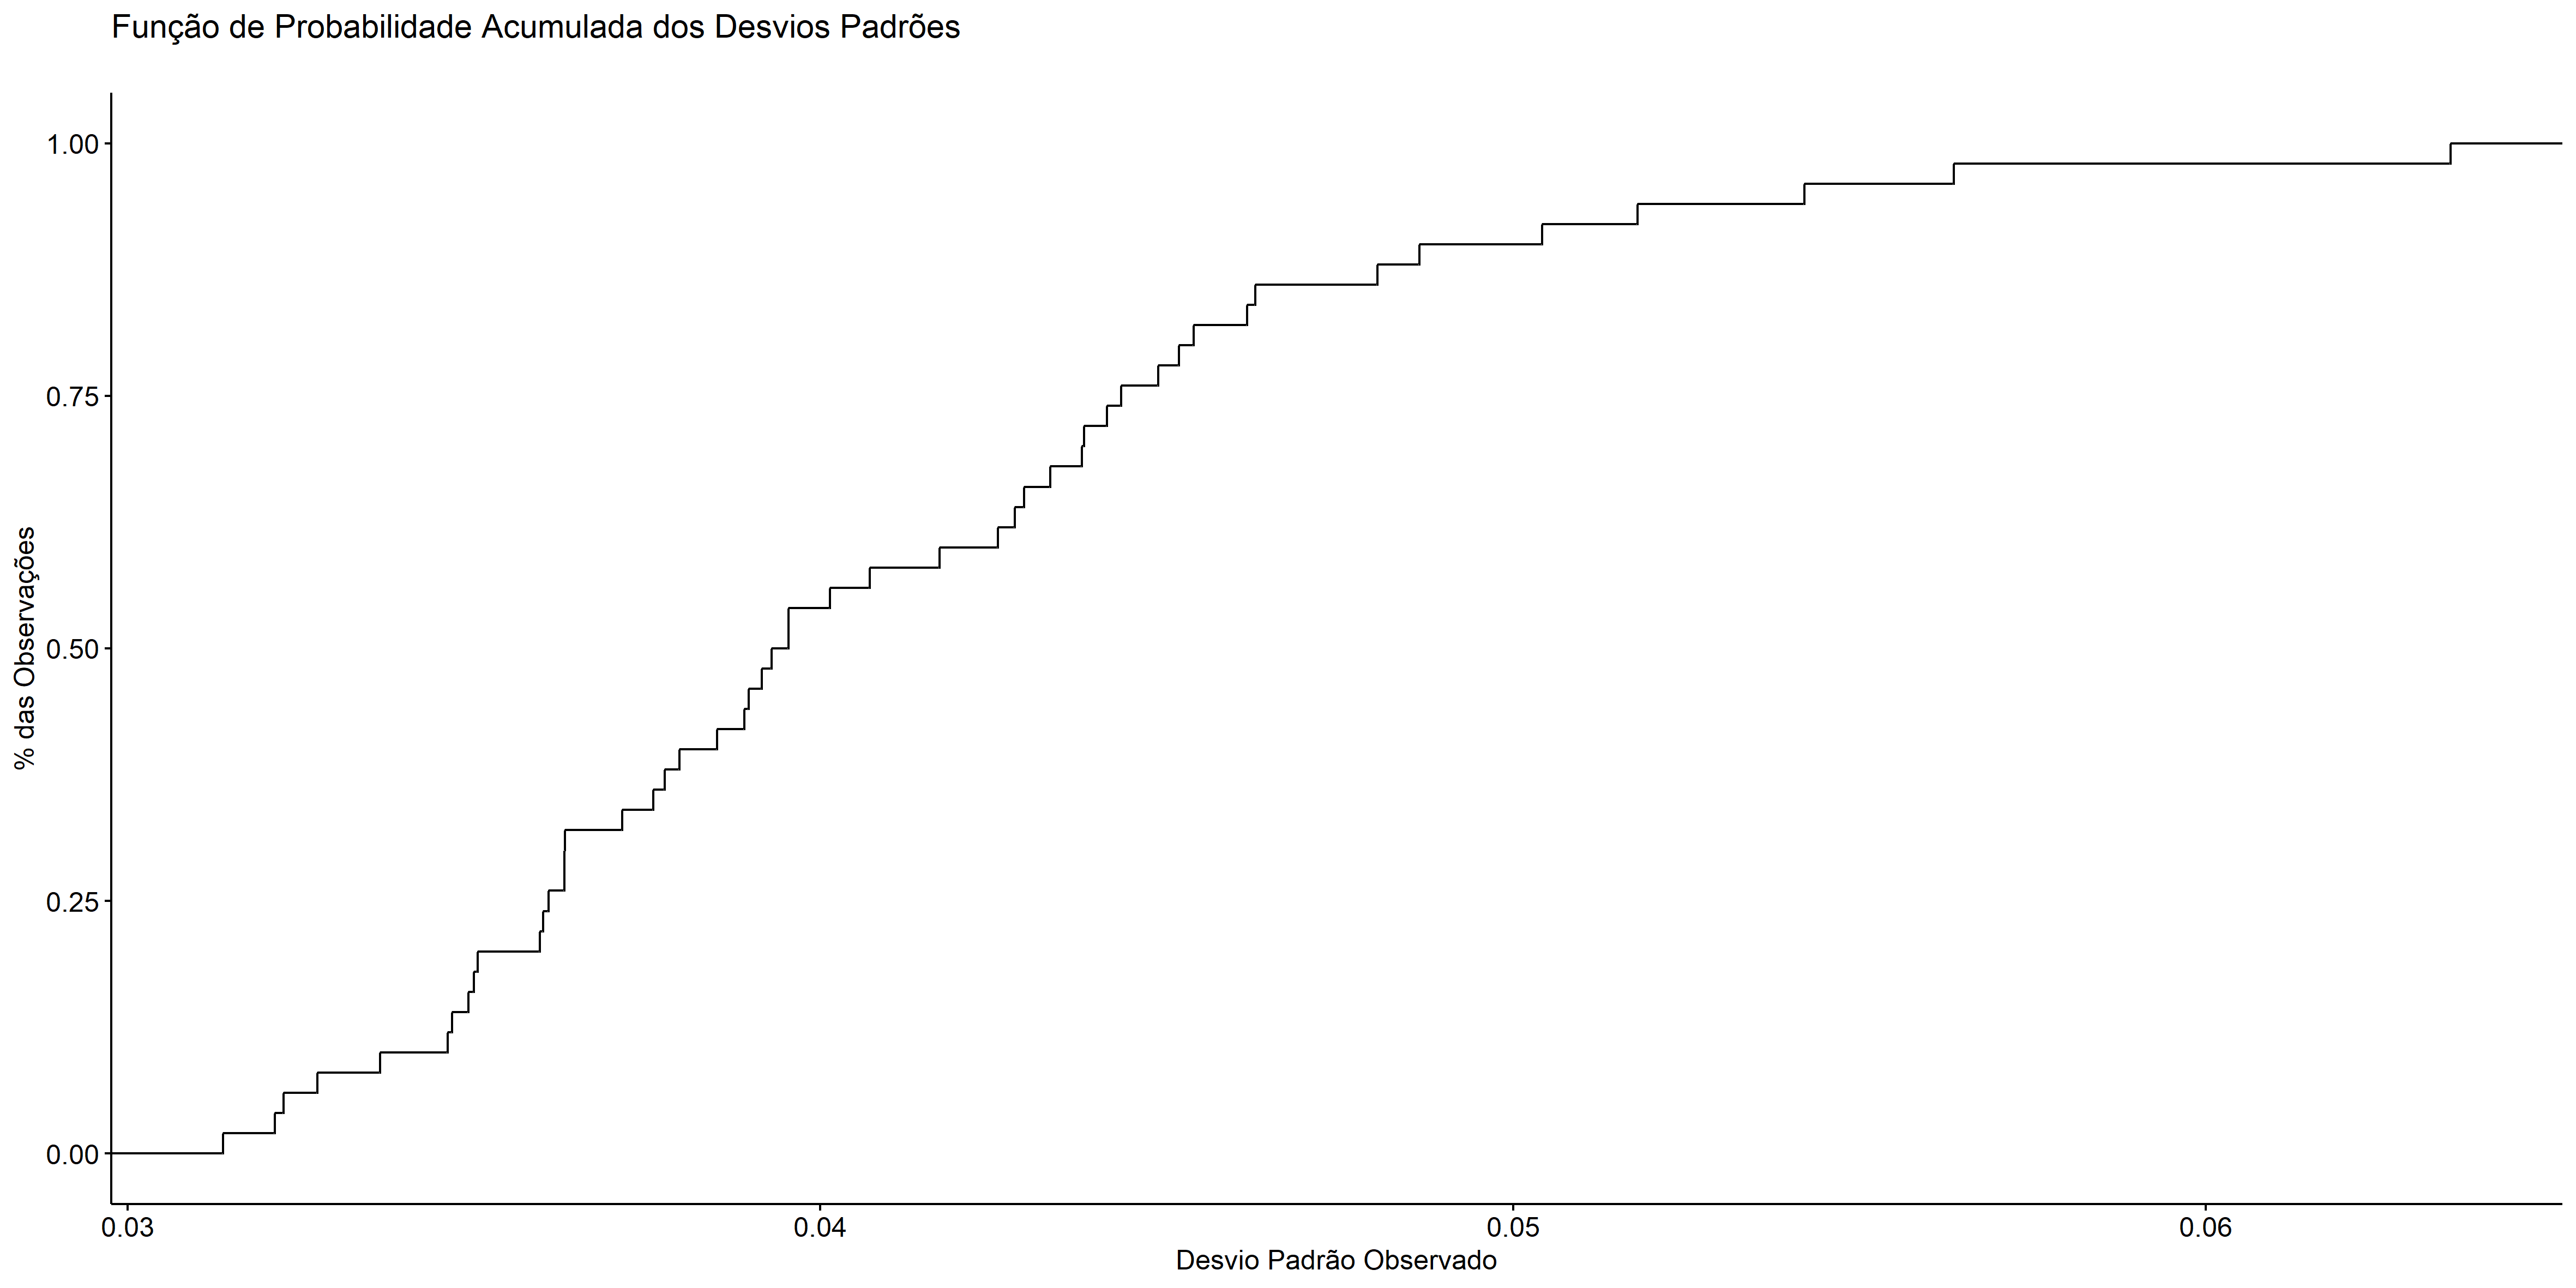 Função de Probabilidade Acumulada dos Desvios Padrões
1.00
0.75
0.50
0.25
0.00
% das Observações
0.03 0.04 0.05 0.06
Desvio Padrão Observado